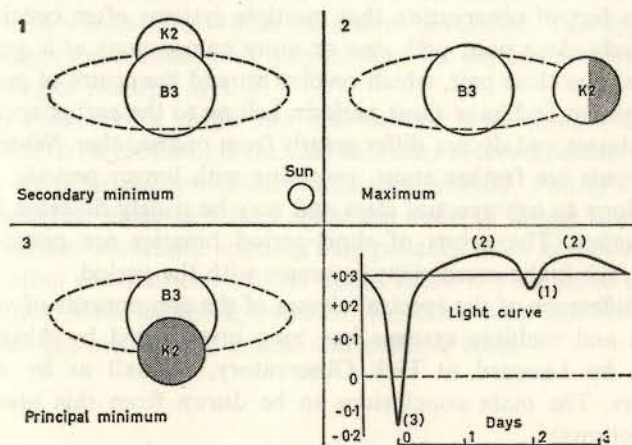 1
K2
B3
Secondary minimum
Sun
2
B3
K2
Maximum
3
B3
K2
Principal minimum
(2) (2)
+0·3
(1)
+0·2
Light curve
+0·1
0
-0·1
(3)
-0·2
0 1 2 3
Days